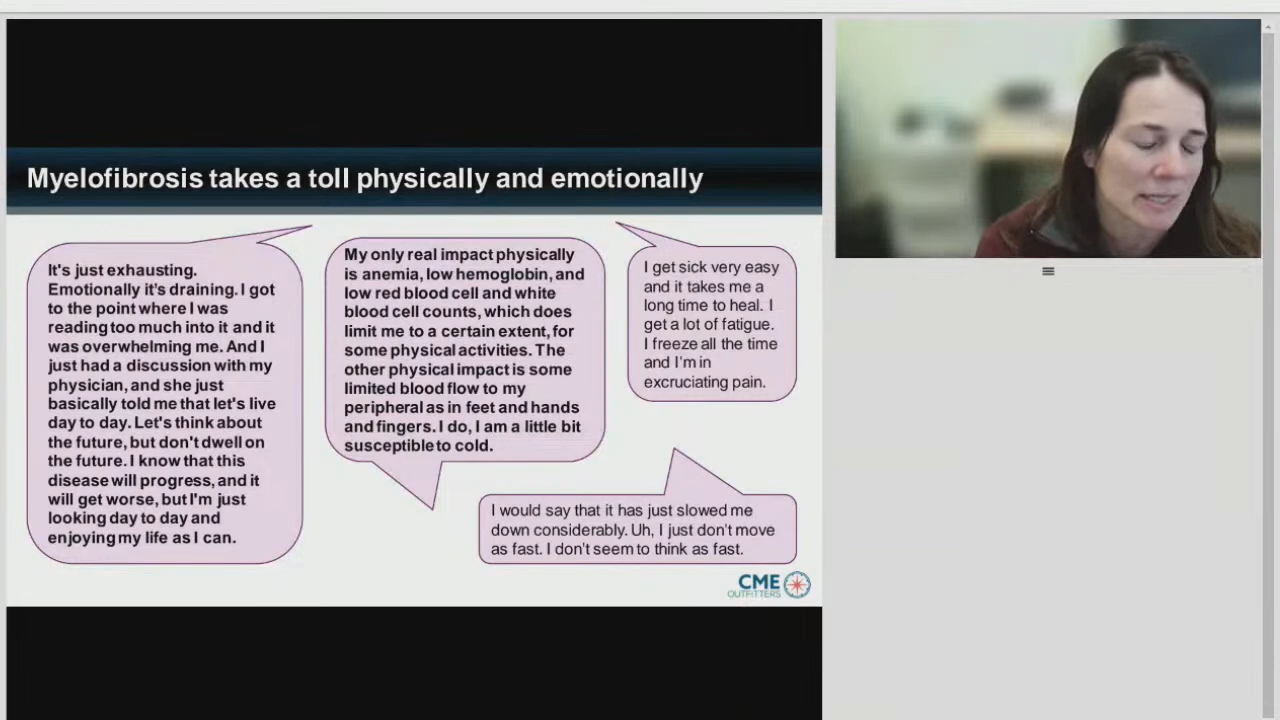 Myelofibrosis takes a toll physically and emotionally
It's just exhausting.
Emotionally it's draining. I got
to the point where I was
reading too much into it and it
was overwhelming me. And I
just had a discussion with my
physician, and she just
basically told me that let's live
day to day. Let's think about
the future, but don't dwell on
the future. I know that this
disease will progress, and it
will get worse, but I'm just
looking day to day and
enjoying my life as I can.
My only real impact physically
is anemia, low hemoglobin, and
low red blood cell and white
blood cell counts, which does
limit me to a certain extent, for
some physical activities. The
other physical impact is some
limited blood flow to my
peripheral as in feet and hands
and fingers. I do, I am a little bit
susceptible to cold.
I get sick very easy
and it takes me a
long time to heal. I
get a lot of fatigue.
I freeze all the time
and I'm in
excruciating pain.
I would say that it has just slowed me
down considerably. Uh, I just don't move
as fast. I don't seem to think as fast.
CME
OUTFITTERS